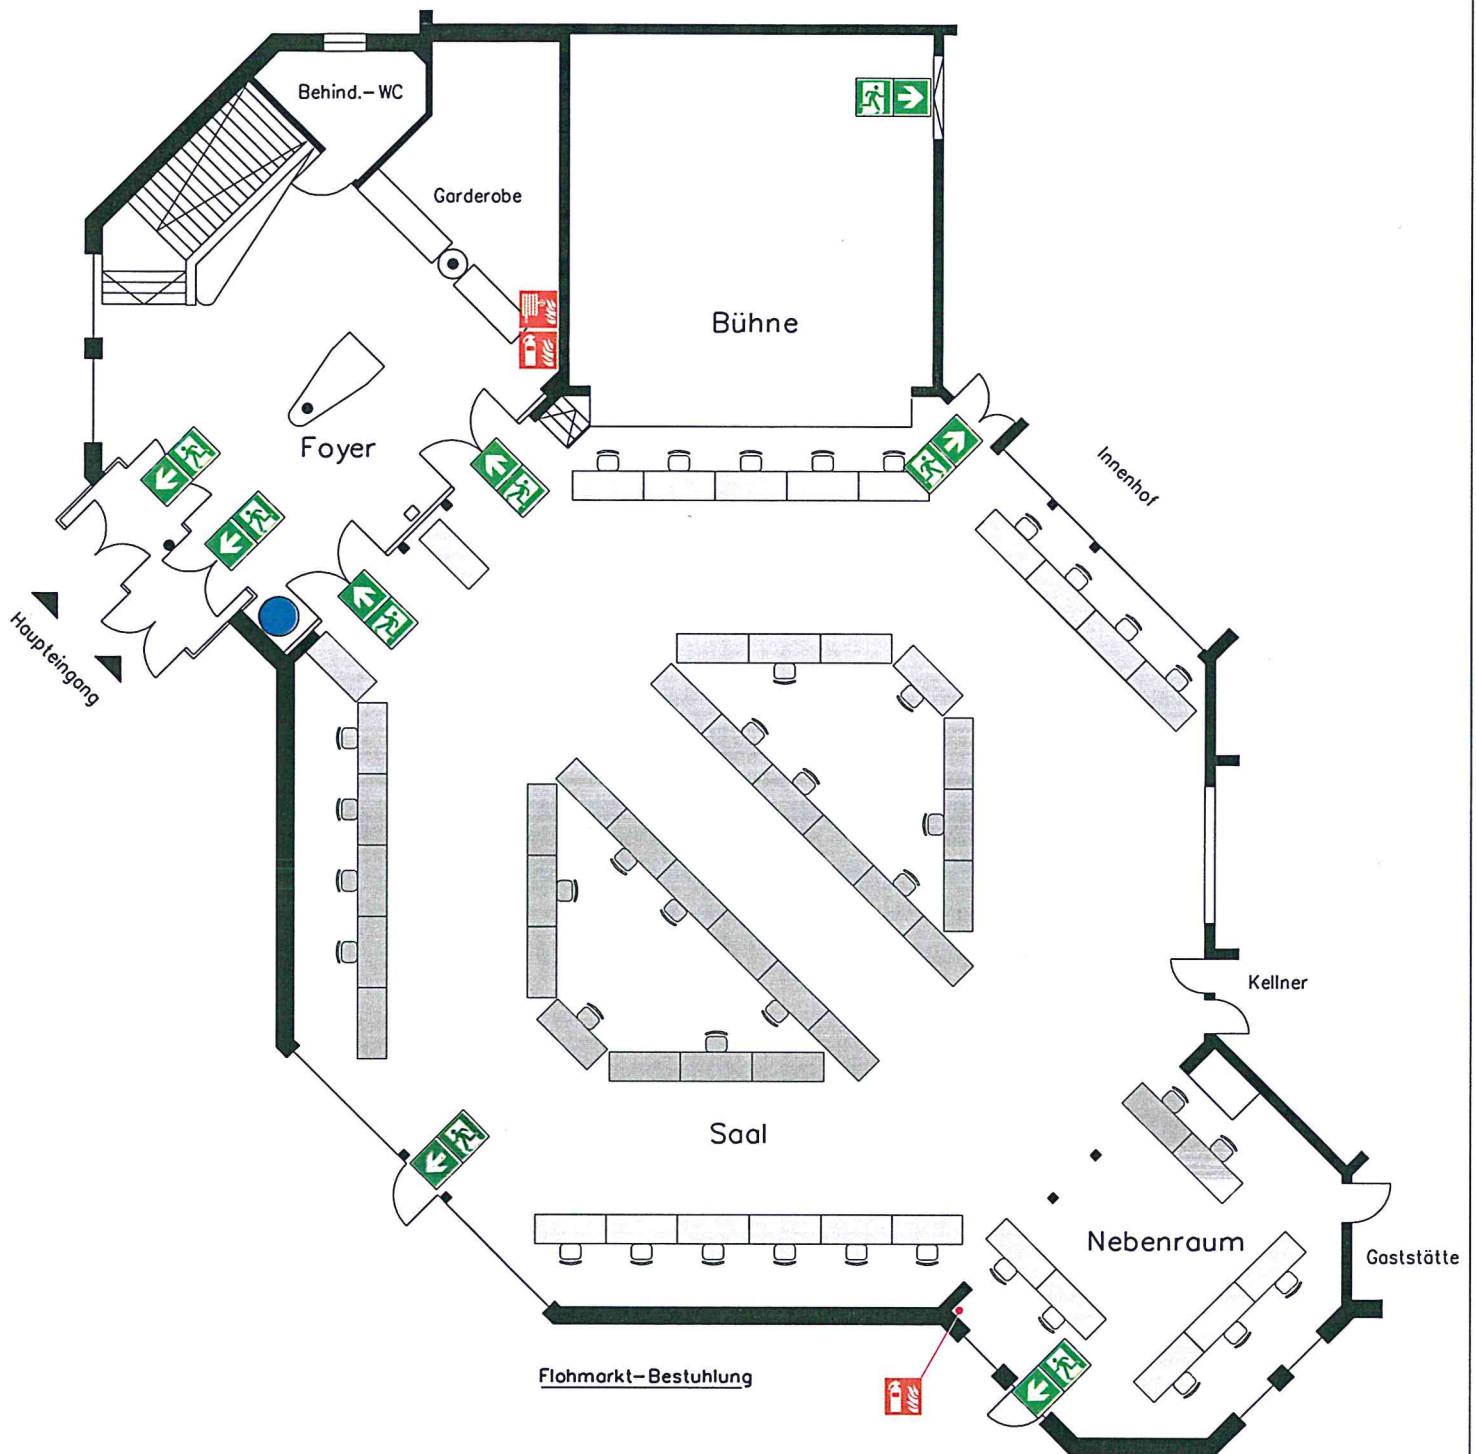 Behind.-WC
Garderobe
Bühne
Foyer
Innenhof
Haupteingang
Kellner
Saal
Nebenraum
Gaststätte
Flohmarkt-Bestuhlung